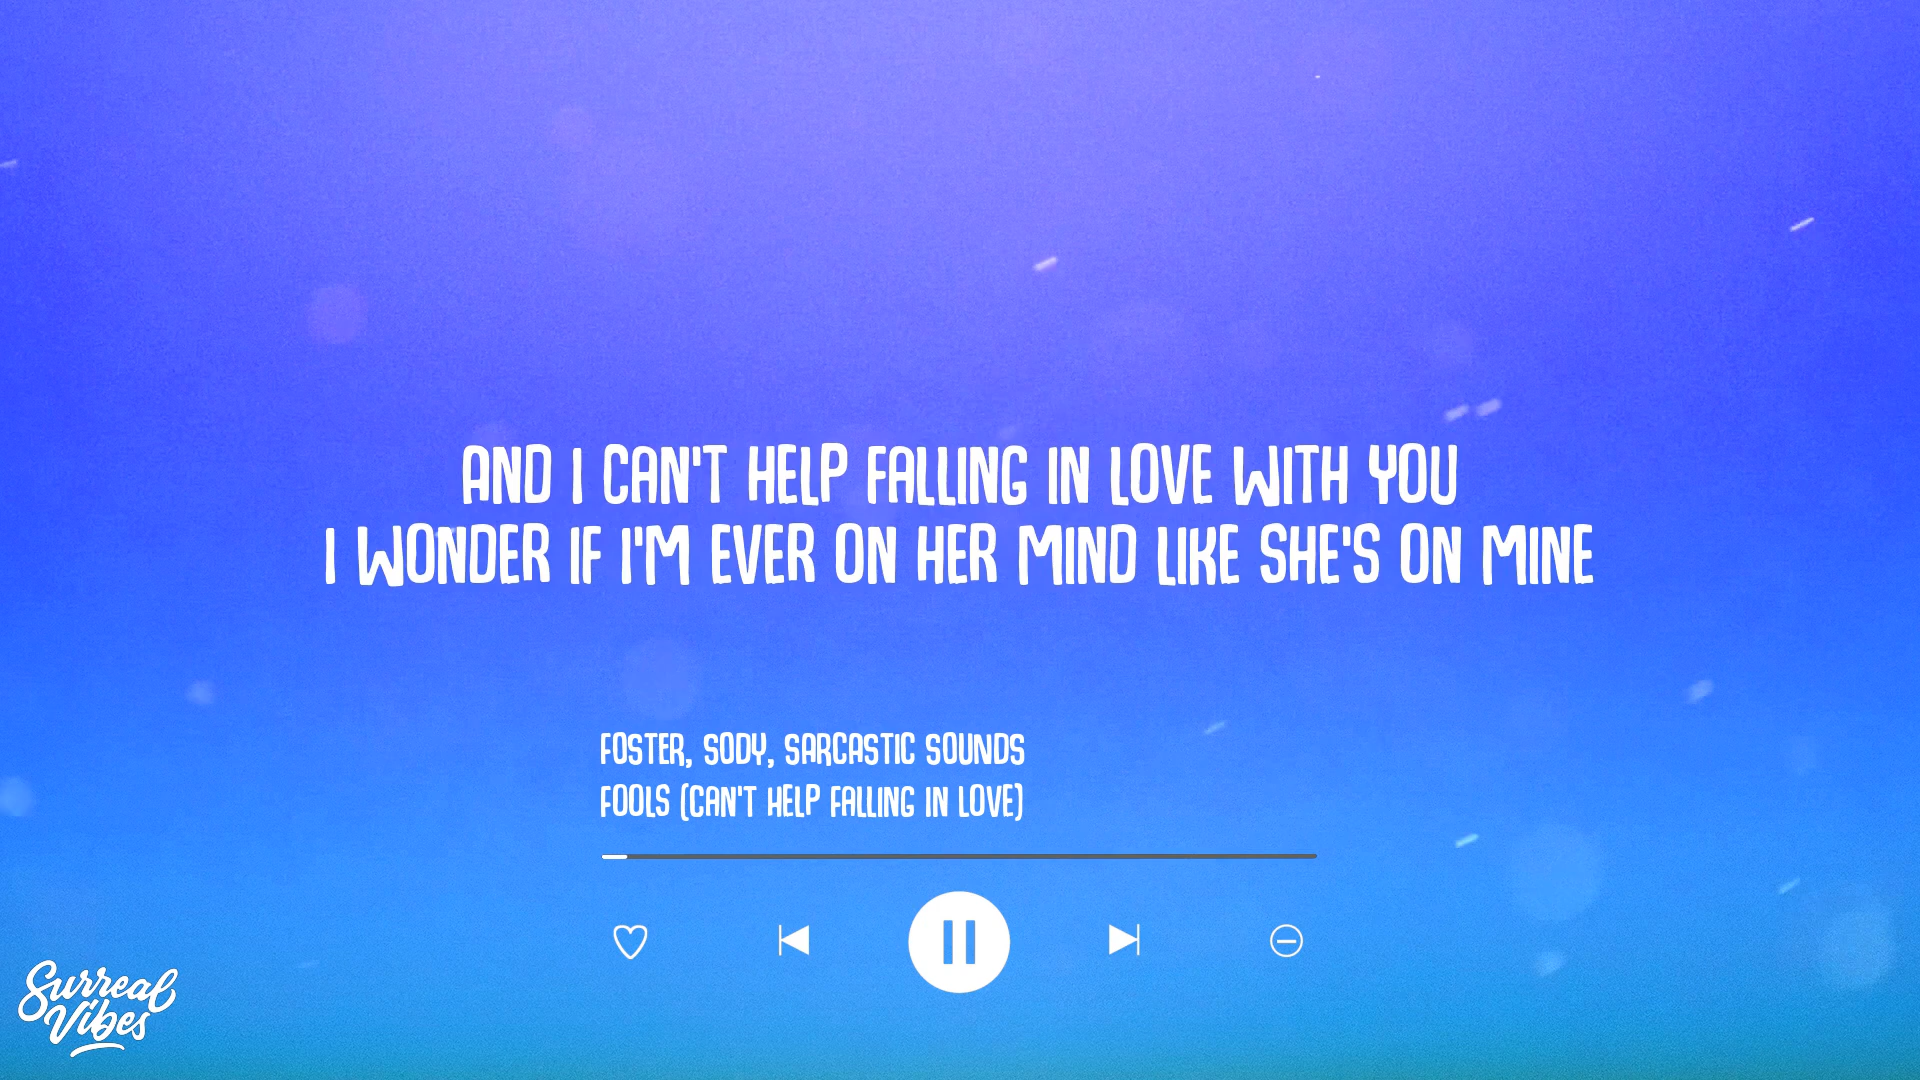 AND I CAN'T HELP FALLING IN LOVE WITH YOU
I WONDER IF I'M EVER ON HER MIND LIKE SHE'S ON MINE
FOSTER, SODY, SARCASTIC SOUNDS
FOOLS (CAN'T HELP FALLING IN LOVE)
Surreal
Vibes